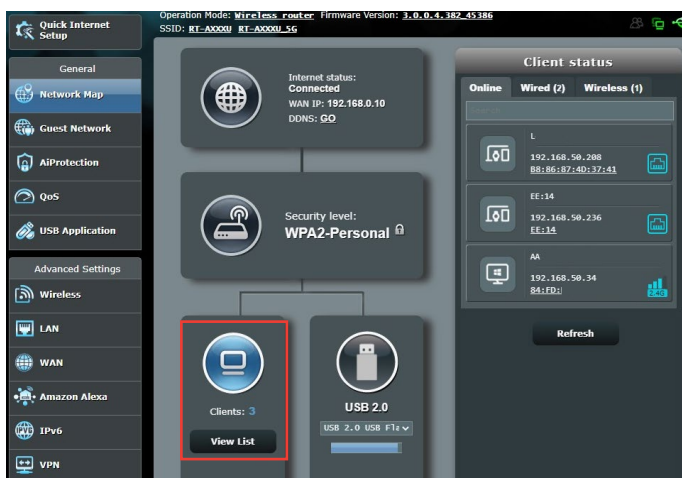 Quick Internet
Setup
Operation Mode: Wireless router Firmware Version: 3.0.0.4.382_45386
SSID: RT-AXXXU RT-AXXXU_5G
General
Network Map
Guest Network
AiProtection
QoS
USB Application
Advanced Settings
Wireless
LAN
WAN
Amazon Alexa
IPv6
VPN
Internet status:
Connected
WAN IP: 192.168.0.10
DDNS: GO
Security level:
WPA2-Personal
Clients: 3
View List
USB 2.0
USB 2.0 USB Fla
Client status
Online Wired (2) Wireless (1)
Search
L
192.168.50.208
B8:86:87:4D:37:41
EE:14
192.168.50.236
EE:14
AA
192.168.50.34
84:FD:
2.4G
Refresh